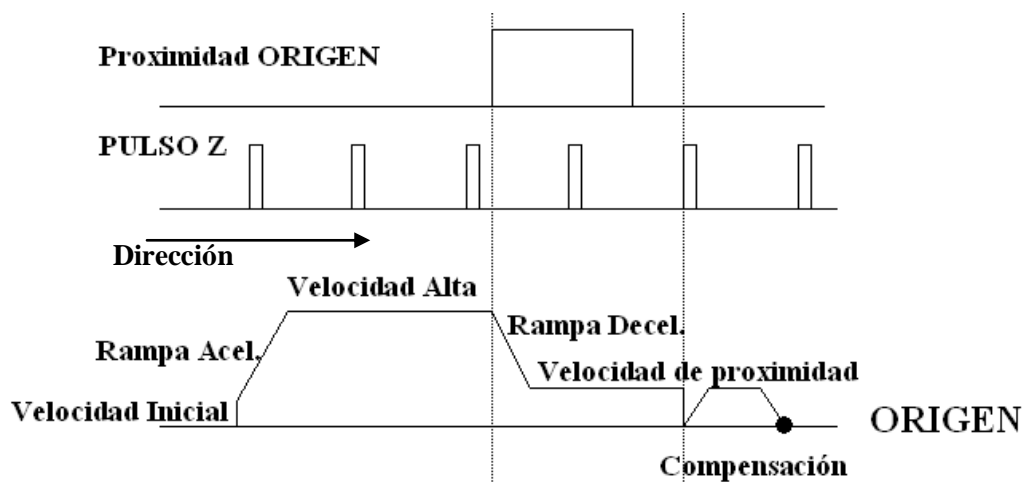 Proximidad ORIGEN
PULSO Z
Dirección
Velocidad Alta
Rampa Decel.
Rampa Acel.
Velocidad de proximidad
Velocidad Inicial
ORIGEN
Compensación